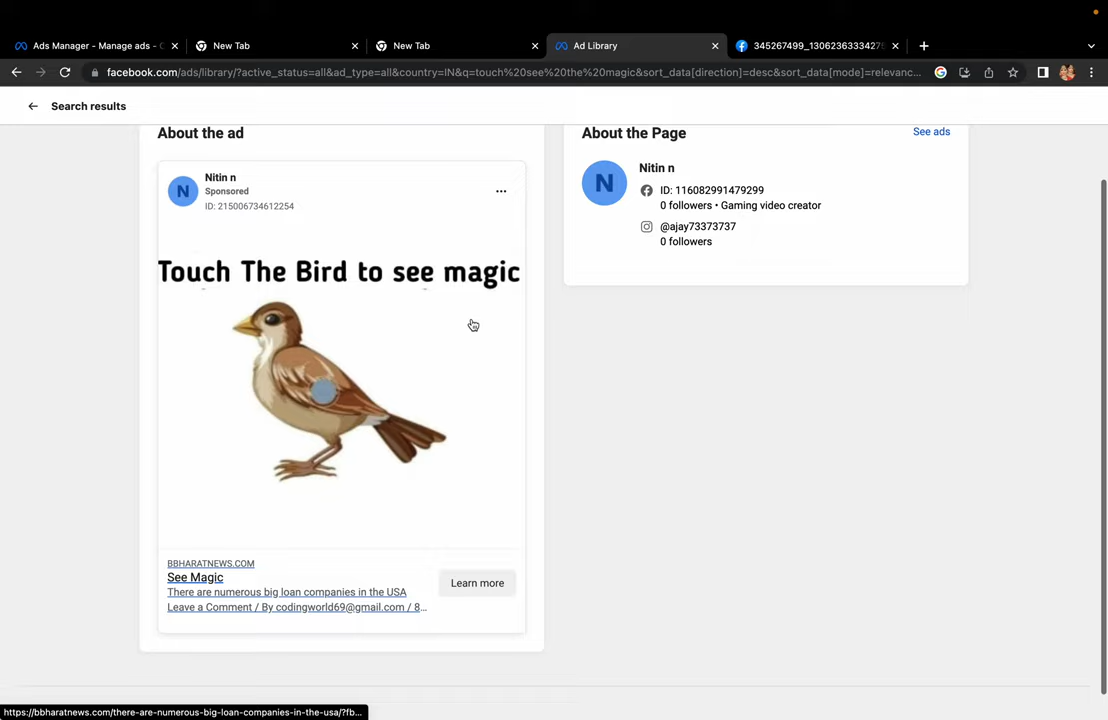 Ads Manager - Manage ads - C
New Tab
New Tab
Ad Library
345267499_13062363334275
facebook.com/ads/library/?active_status=all&ad_type=all&country=IN&q=touch%20see%20the%20magic&sort_data[direction]=desc&sort_data[mode]=relevanc...
Search results
About the ad
Nitin n
Sponsored
ID: 215006734612254
Touch The Bird to see magic
BBHARATNEWS.COM
See Magic
There are numerous big loan companies in the USA
Leave a Comment / By codingworld69@gmail.com / 8...
Learn more
About the Page
See ads
N
Nitin n
ID: 116082991479299
0 followers • Gaming video creator
@ajay73373737
0 followers
N
https://bbharatnews.com/there-are-numerous-big-loan-companies-in-the-usa/?fb...